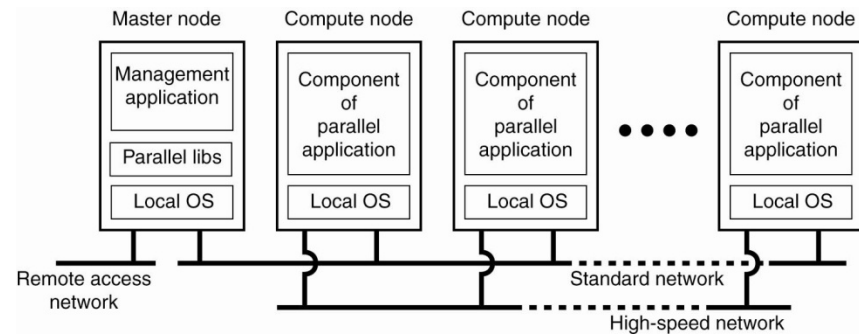 Master node
Compute node
Compute node
Compute node
Management
application
Parallel libs
Local OS
Component
of
parallel
application
Local OS
Component
of
parallel
application
Local OS
Component
of
parallel
application
Local OS
Remote access
network
Standard network
High-speed network